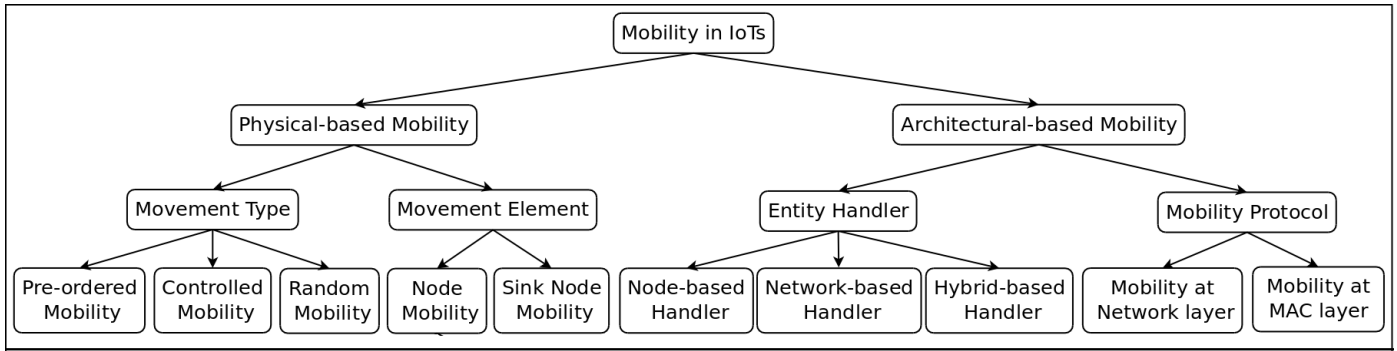 Mobility in IoTs
Physical-based Mobility
Architectural-based Mobility
Movement Type
Movement Element
Entity Handler
Mobility Protocol
Pre-ordered
Mobility
Controlled
Mobility
Random
Mobility
Node
Mobility
Sink Node
Mobility
Node-based
Handler
Network-based
Handler
Hybrid-based
Handler
Mobility at
Network layer
Mobility at
MAC layer